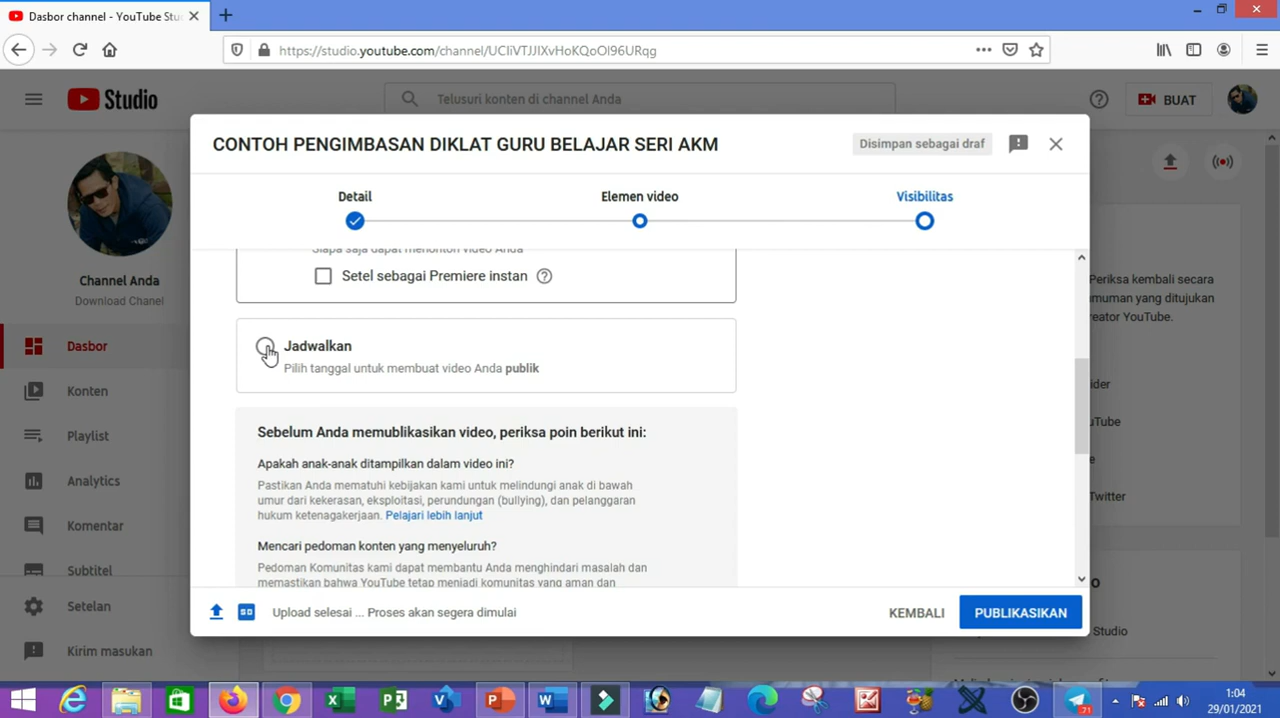 Dasbor channel - YouTube Stu
https://studio.youtube.com/channel/UCIiVTJJIXvHoKQoOl96URqg
Studio
Telusuri konten di channel Anda
BUAT
CONTOH PENGIMBASAN DIKLAT GURU BELAJAR SERI AKM
Disimpan sebagai draf
Detail
Elemen video
Visibilitas
Siapa saja dapat menonton video Anda
Setel sebagai Premiere instan
Jadwalkan
Pilih tanggal untuk membuat video Anda publik
Sebelum Anda memublikasikan video, periksa poin berikut ini:
Apakah anak-anak ditampilkan dalam video ini?
Pastikan Anda mematuhi kebijakan kami untuk melindungi anak di bawah
umur dari kekerasan, eksploitasi, perundungan (bullying), dan pelanggaran
hukum ketenagakerjaan. Pelajari lebih lanjut
Mencari pedoman konten yang menyeluruh?
Pedoman Komunitas kami dapat membantu Anda menghindari masalah dan
memastikan bahwa YouTube tetap menjadi komunitas yang aman dan
SD
Upload selesai ... Proses akan segera dimulai
KEMBALI
PUBLIKASIKAN
Channel Anda
Download Chanel
Dasbor
Konten
Playlist
Analytics
Komentar
Subtitel
Setelan
Kirim masukan
Periksa kembali secara
muman yang ditujukan
reator YouTube.
ider
uTube
e
Twitter
o
Studio
71
1:04
29/01/2021